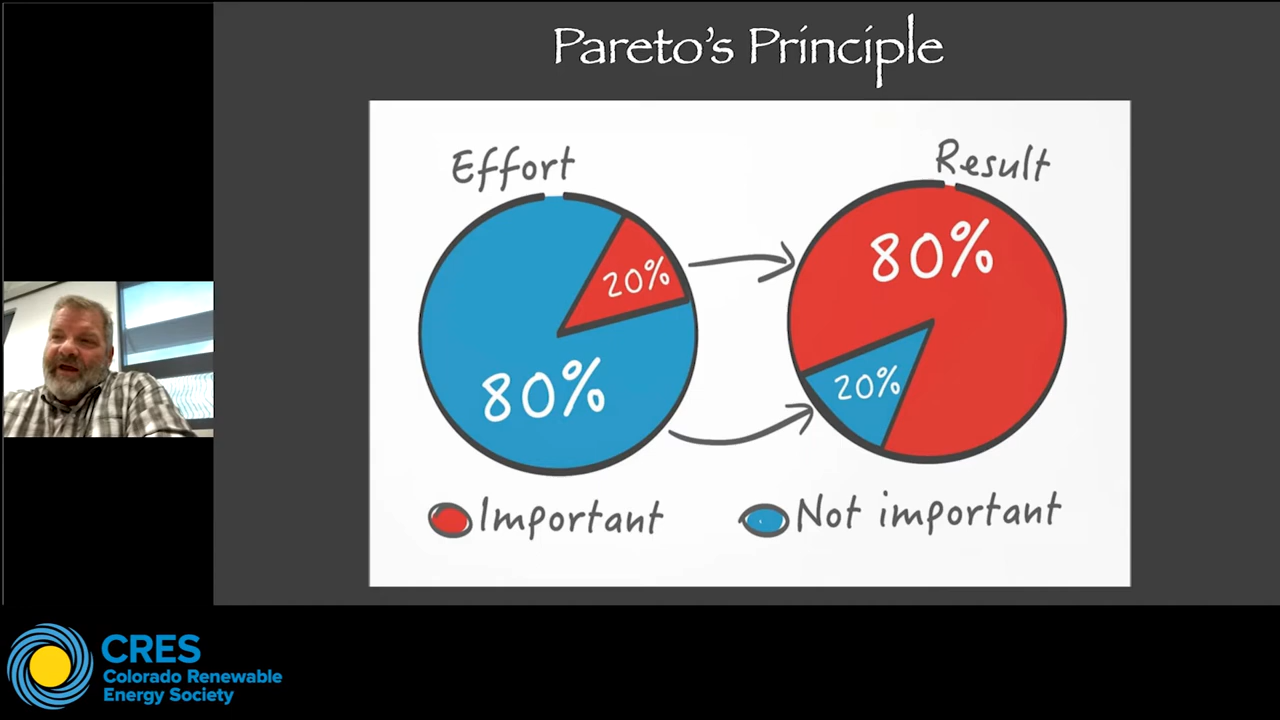 Pareto's Principle
Effort
Result
20%
80%
80%
20%
Important
Not important
CRES
Colorado Renewable
Energy Society